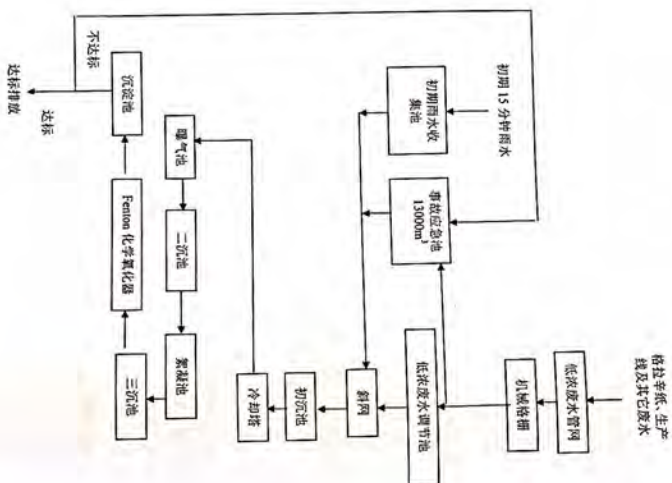 格拉辛纸、生产
线及其它废水
低浓废水管网
机械格栅
初期 15 分钟雨水
初期雨水收
集池
事故应急池
13000m³
低浓废水调节池
斜网
初沉池
冷却塔
曝气池
二沉池
絮凝池
沉淀池
Fenton 化学氧化器
三沉池
不达标
达标
达标排放